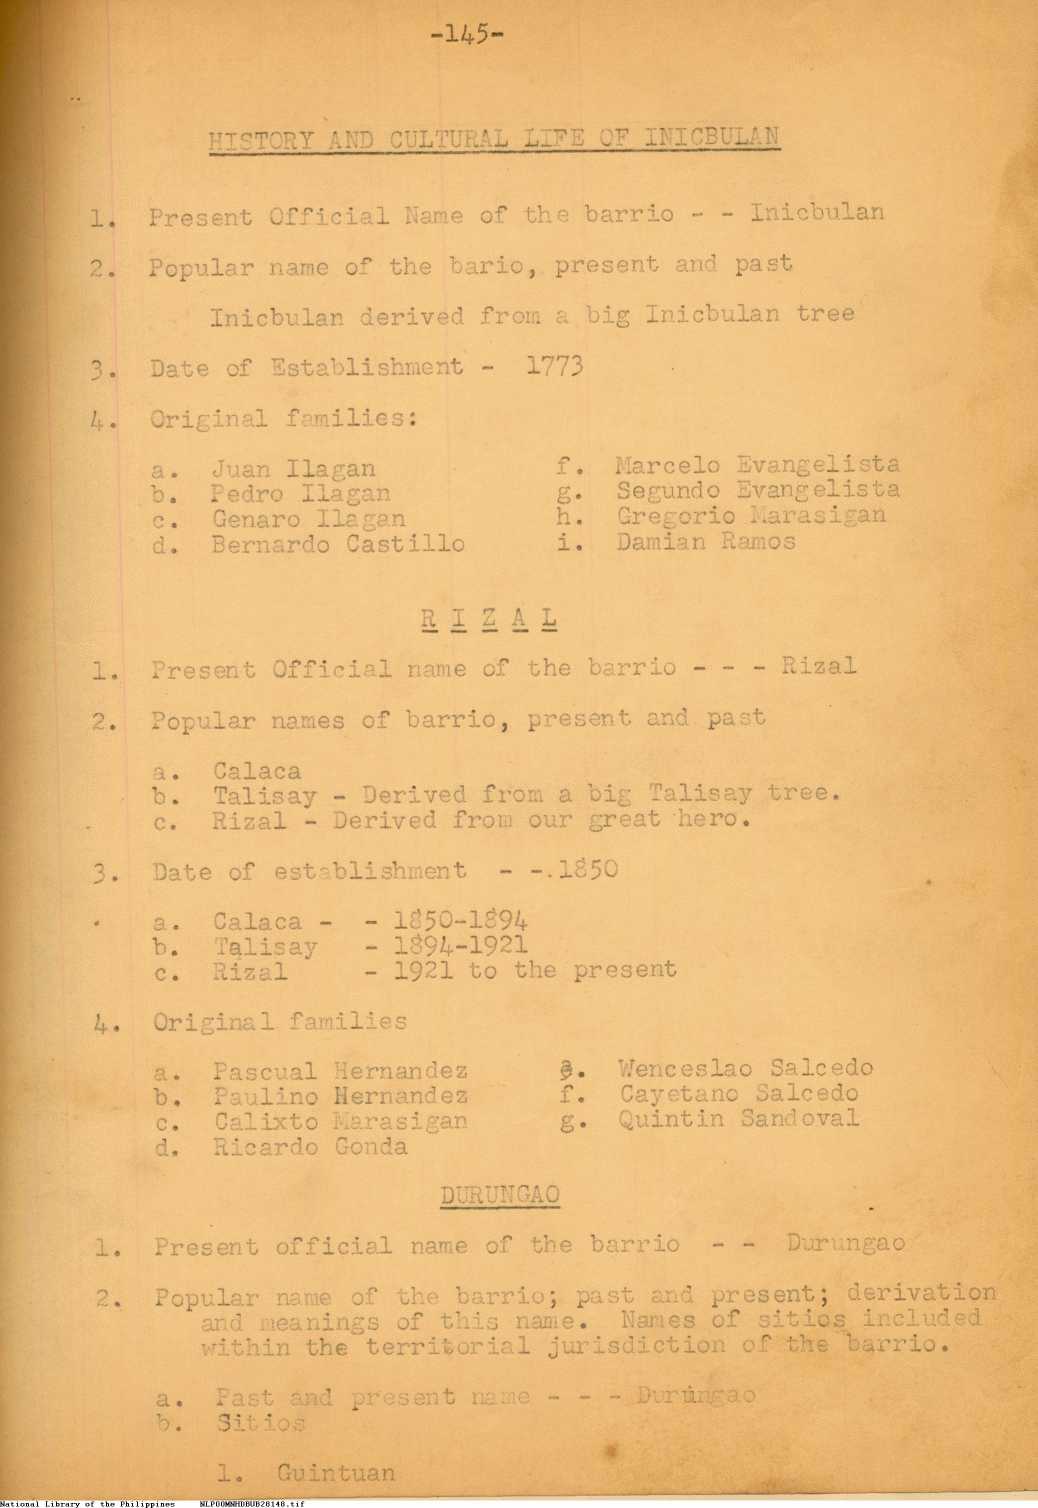 -145-
HISTORY AND CULTURAL LIFE OF INICBULAN
1. Present Official Name of the barrio - - Inicbulan
2. Popular name of the bario, present and past
Inicbulan derived from a big Inicbulan tree
3. Date of Establishment - 1773
4. Original families:
a. Juan Ilagan
b. Pedro Ilagan
c. Genaro Ilagan
d. Bernardo Castillo
f. Marcelo Evangelista
g. Segundo Evangelista
h. Gregorio Marasigan
i. Damian Ramos
R I Z A L
1. Present Official name of the barrio - - - Rizal
2. Popular names of barrio, present and past
a. Calaca
b. Talisay - Derived from a big Talisay tree.
c. Rizal - Derived from our great hero.
3. Date of establishment - -.1850
a. Calaca - - 1850-1894
b. Talisay - 1894-1921
c. Rizal - 1921 to the present
4. Original families
a. Pascual Hernandez
b. Paulino Hernandez
c. Calixto Marasigan
d. Ricardo Gonda
e. Wenceslao Salcedo
f. Cayetano Salcedo
g. Quintin Sandoval
DURUNGAO
1. Present official name of the barrio - - Durungao
2. Popular name of the barrio; past and present; derivation
and meanings of this name. Names of sitios included
within the territorial jurisdiction of the barrio.
a. Past and present name - - - Durungao
b. Sitios
1. Guintuan
National Library of the Philippines NLPOOMNHDBUB28148.tif